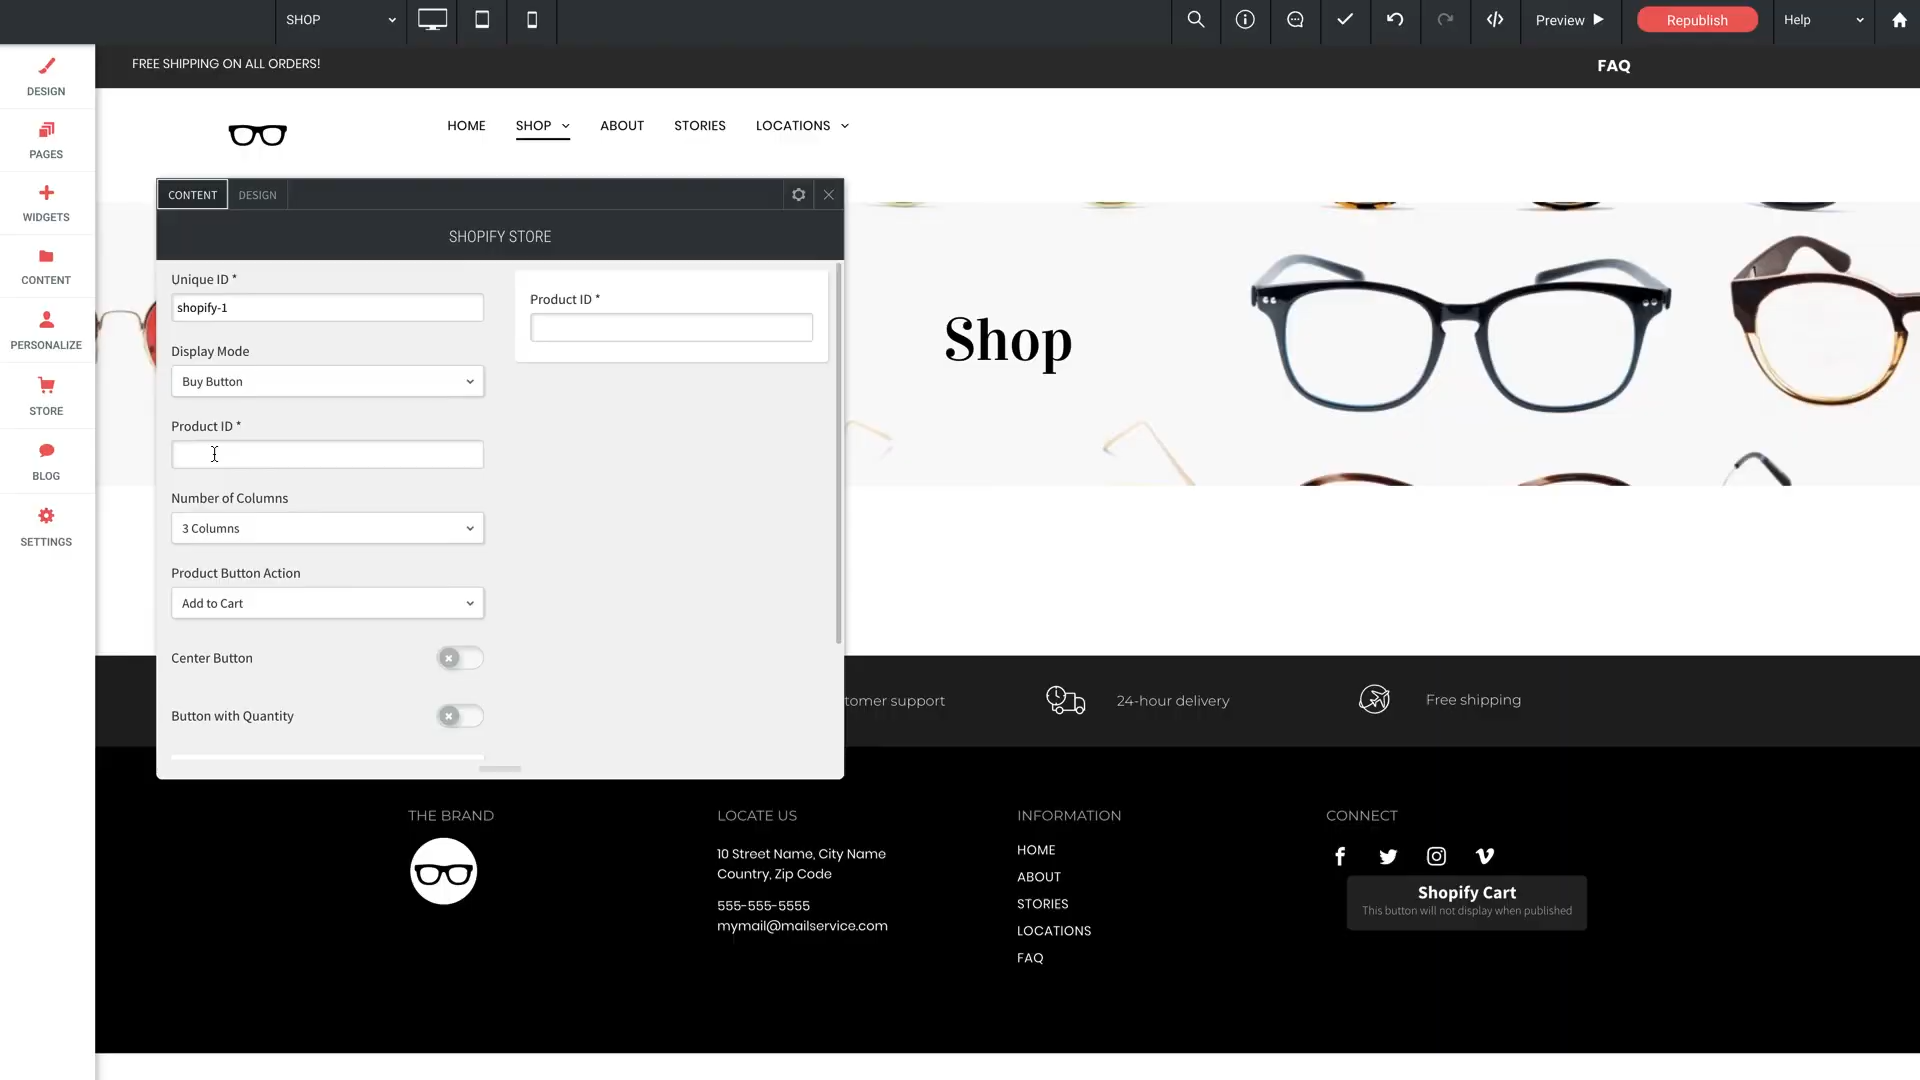 SHOP
Preview
Republish
Help
DESIGN
PAGES
WIDGETS
CONTENT
PERSONALIZE
STORE
BLOG
SETTINGS
FREE SHIPPING ON ALL ORDERS!
FAQ
HOME
SHOP
ABOUT
STORIES
LOCATIONS
CONTENT
DESIGN
SHOPIFY STORE
Unique ID *
shopify-1
Display Mode
Buy Button
Product ID *
Number of Columns
3 Columns
Product Button Action
Add to Cart
Center Button
Button with Quantity
Product ID *
Shop
tomer support
24-hour delivery
Free shipping
THE BRAND
LOCATE US
10 Street Name, City Name
Country, Zip Code
555-555-5555
mymail@mailservice.com
INFORMATION
HOME
ABOUT
STORIES
LOCATIONS
FAQ
CONNECT
Shopify Cart
This button will not display when published